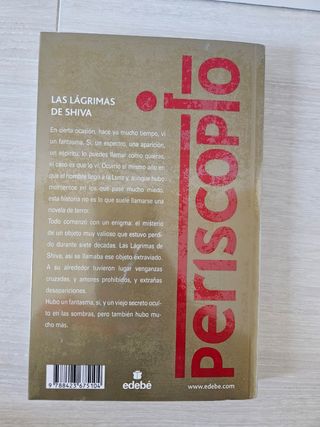 LAS LÁGRIMAS
DE SHIVA
En cierta ocasión, hace ya mucho tiempo, vi
un fantasma. Sí, un espectro, una aparición,
un espíritu; lo puedes llamar como quieras,
el caso es que lo vi. Ocurrió el mismo año en
que el hombre llegó a la Luna y, aunque hubo
momentos en los que pasé mucho miedo,
esta historia no es lo que suele llamarse una
novela de terror.
Todo comenzó con un enigma: el misterio
de un objeto muy valioso que estuvo perdi-
do durante siete décadas. Las Lágrimas de
Shiva, así se llamaba ese objeto extraviado.
A su alrededor tuvieron lugar venganzas
cruzadas, y amores prohibidos, y extrañas
desapariciones.
Hubo un fantasma, sí, y un viejo secreto ocul-
to en las sombras, pero también hubo mu-
cho más.
periscopio
9 788423 675104
edebé
www.edebe.com